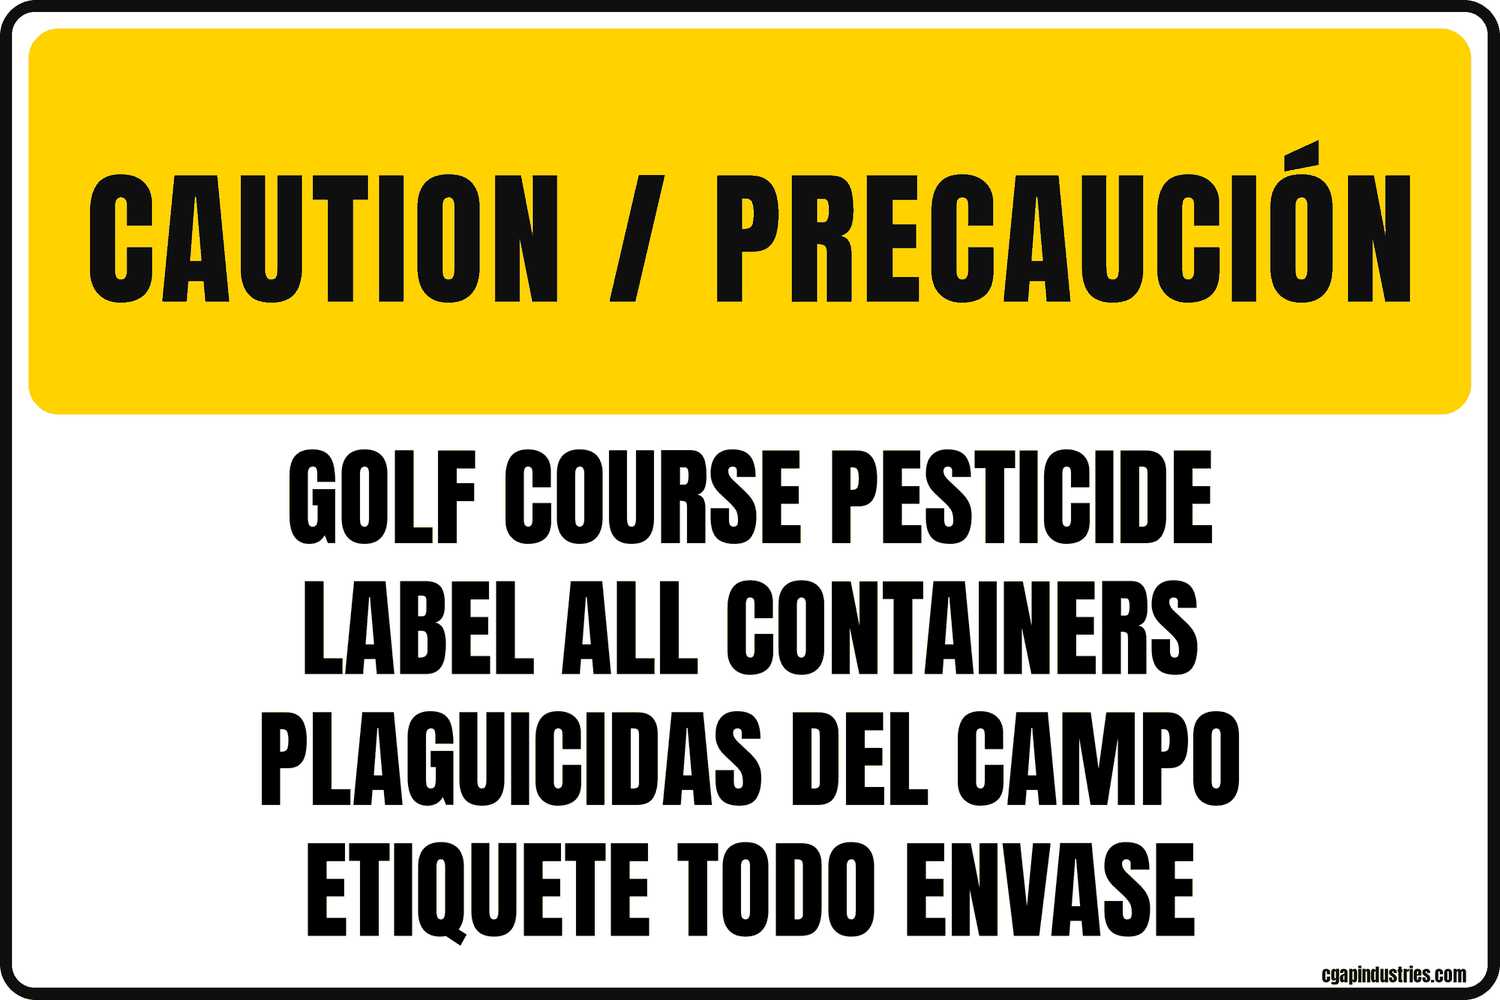 CAUTION / PRECAUCIÓN
GOLF COURSE PESTICIDE
LABEL ALL CONTAINERS
PLAGUICIDAS DEL CAMPO
ETIQUETE TODO ENVASE
cgapindustries.com